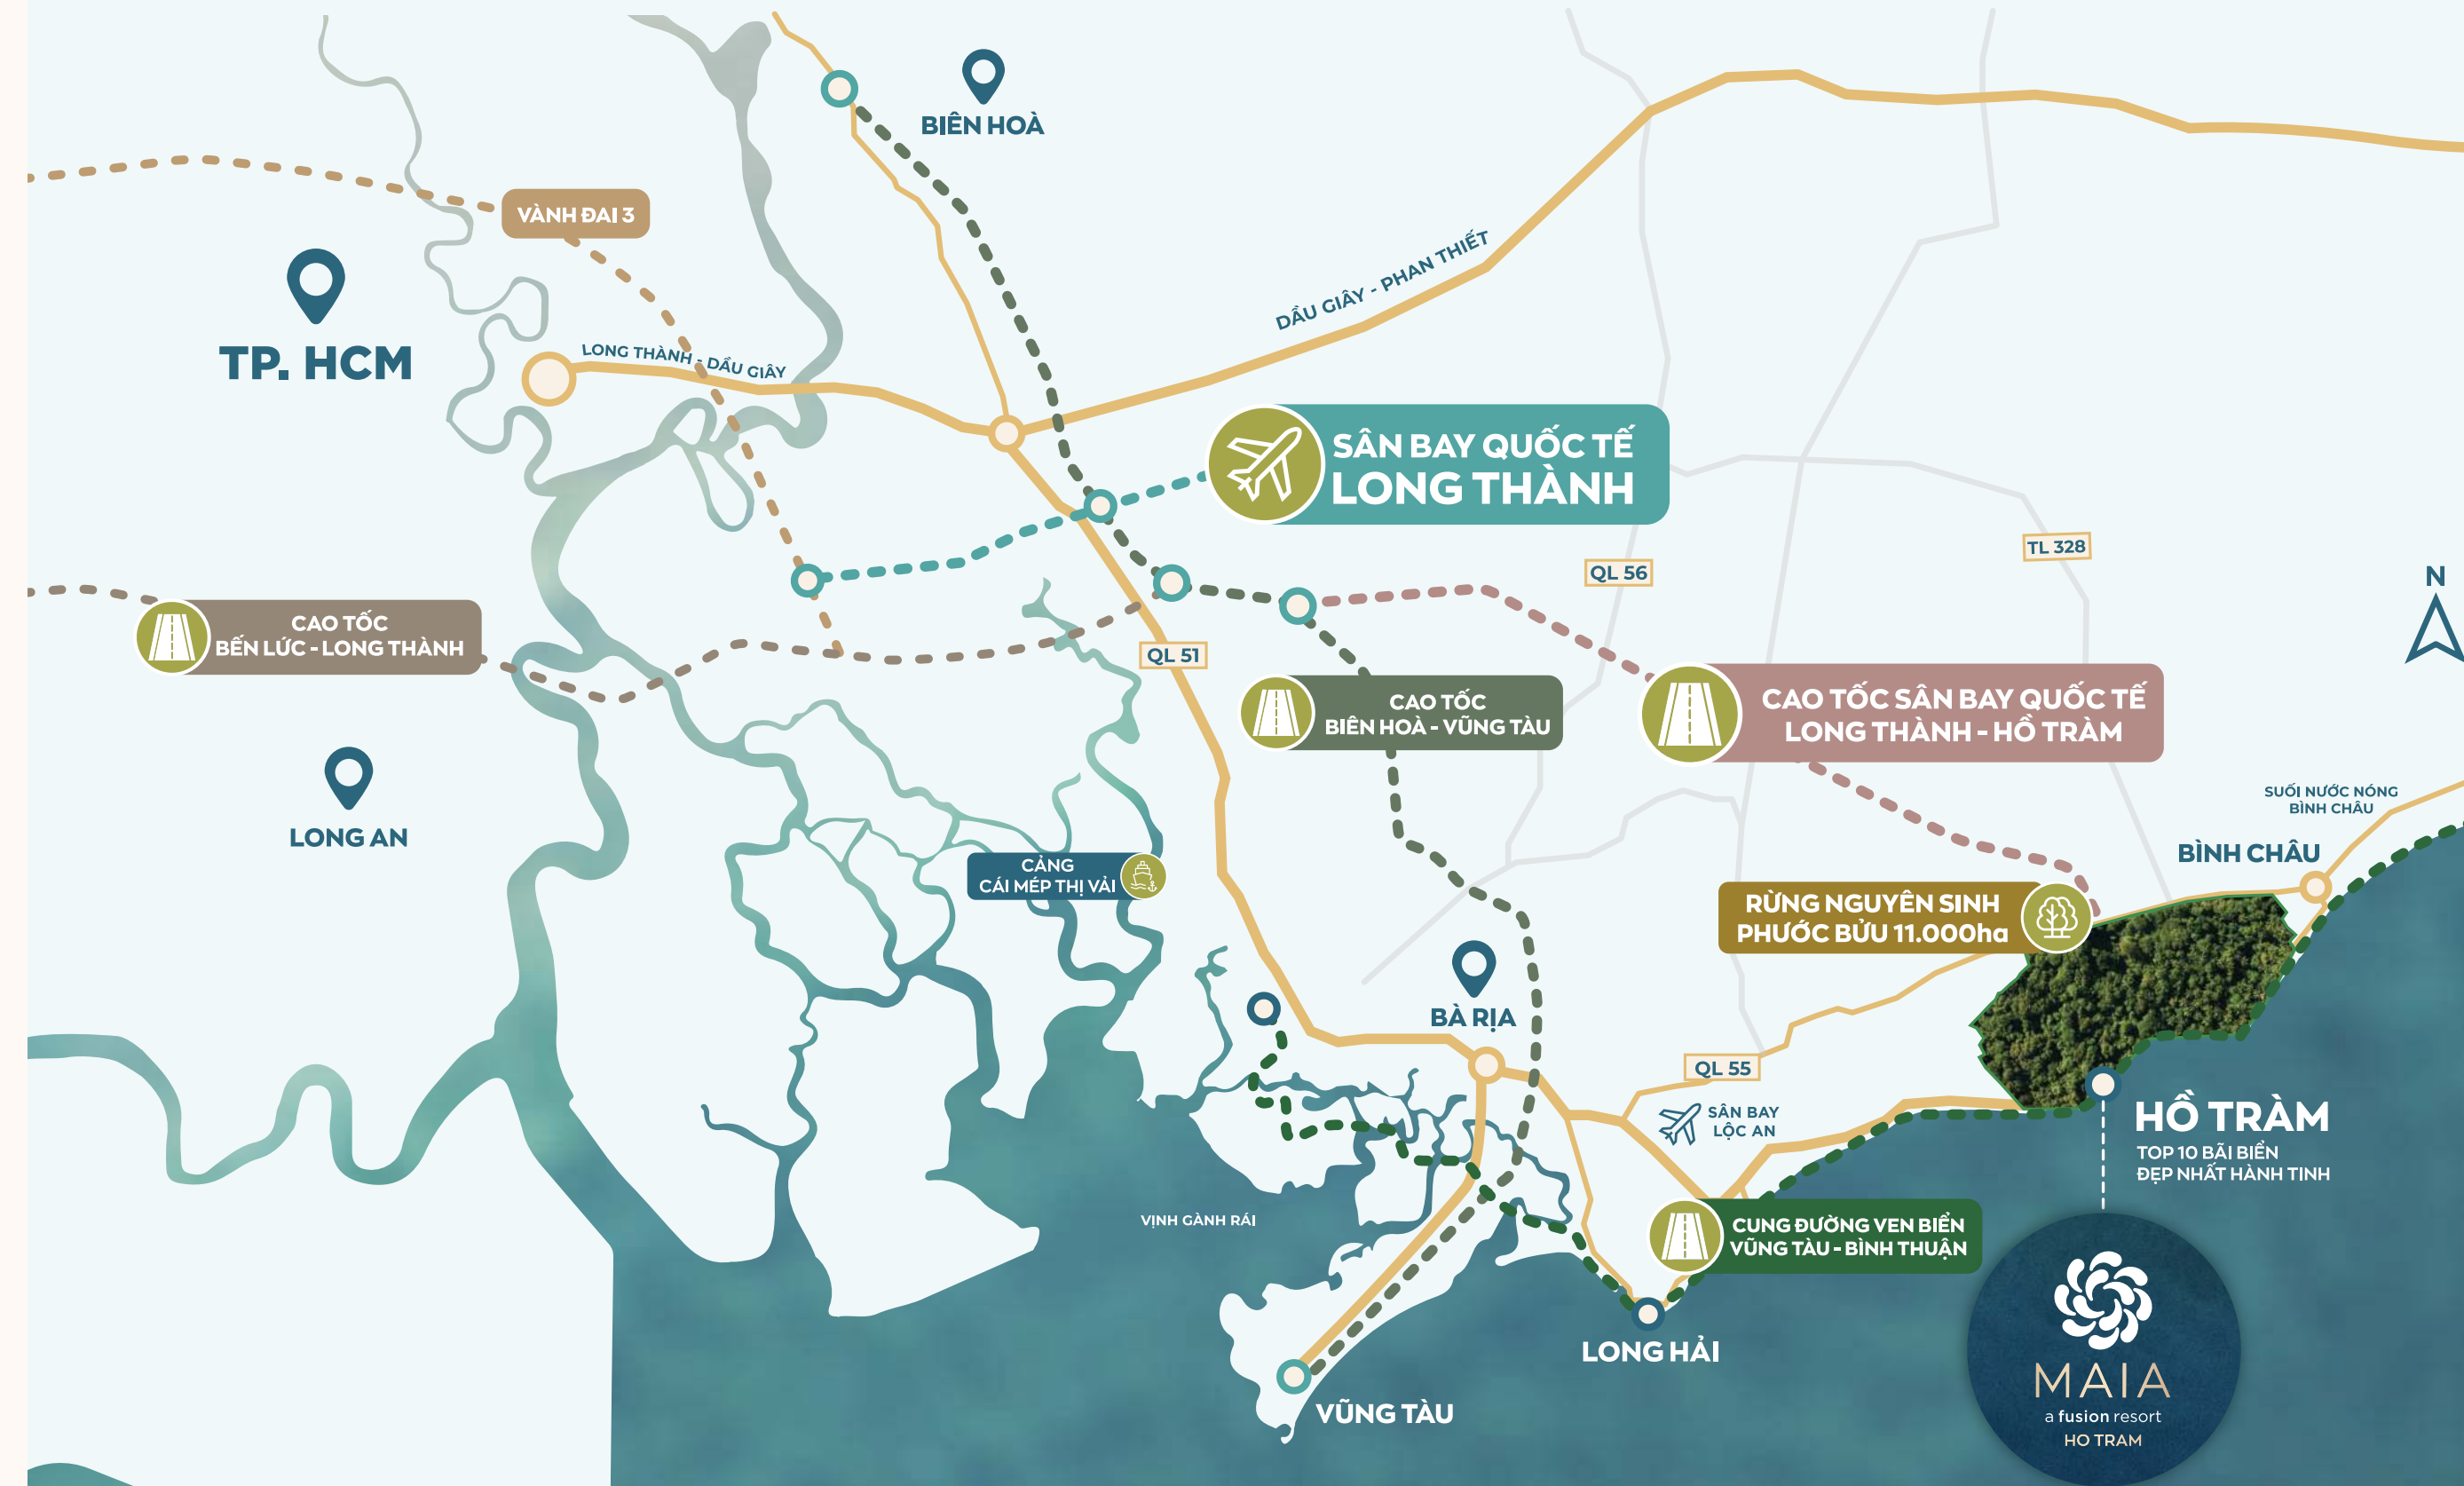 BIÊN HOÀ
VÀNH ĐAI 3
TP. HCM
LONG THÀNH - DẦU GIÂY
DẦU GIÂY - PHAN THIẾT
SÂN BAY QUỐC TẾ
LONG THÀNH
QL 56
TL 328
N
CAO TỐC
BẾN LỨC - LONG THÀNH
QL 51
CAO TỐC
BIÊN HOÀ - VŨNG TÀU
CAO TỐC SÂN BAY QUỐC TẾ
LONG THÀNH - HỒ TRÀM
LONG AN
SUỐI NƯỚC NÓNG
BÌNH CHÂU
BÌNH CHÂU
CẢNG
CÁI MÉP THỊ VẢI
RỪNG NGUYÊN SINH
PHƯỚC BỬU 11.000ha
BÀ RỊA
QL 55
SÂN BAY
LỘC AN
HỒ TRÀM
TOP 10 BÃI BIỂN
ĐẸP NHẤT HÀNH TINH
VỊNH GÀNH RÁI
CUNG ĐƯỜNG VEN BIỂN
VŨNG TÀU - BÌNH THUẬN
LONG HẢI
VŨNG TÀU
MAIA
a fusion resort
HO TRAM